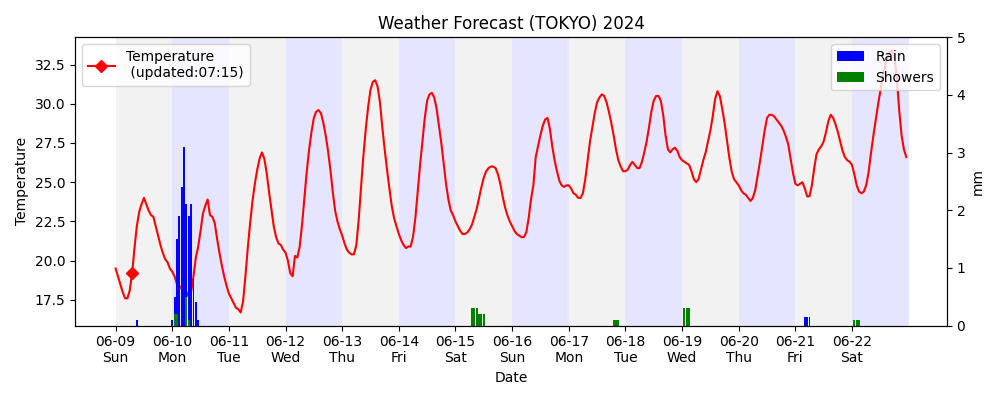 Weather Forecast (TOKYO) 2024
Temperature
(updated:07:15)
Rain
Showers
Temperature
32.5
30.0
27.5
25.0
22.5
20.0
17.5
5
4
3
2
1
0
mm
06-09 06-10 06-11 06-12 06-13 06-14 06-15 06-16 06-17 06-18 06-19 06-20 06-21 06-22
Sun Mon Tue Wed Thu Fri Sat Sun Mon Tue Wed Thu Fri Sat
Date